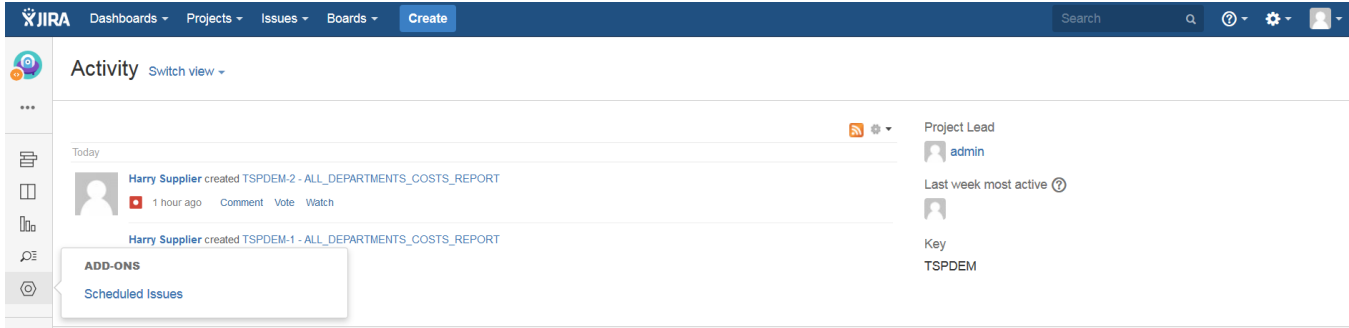 JIRA Dashboards Projects Issues Boards Create Search
Activity Switch view
Today
Harry Supplier created TSPDEM-2 - ALL_DEPARTMENTS_COSTS_REPORT
1 hour ago Comment Vote Watch
Harry Supplier created TSPDEM-1 - ALL_DEPARTMENTS_COSTS_REPORT
ADD-ONS
Scheduled Issues
Project Lead
admin
Last week most active
Key
TSPDEM